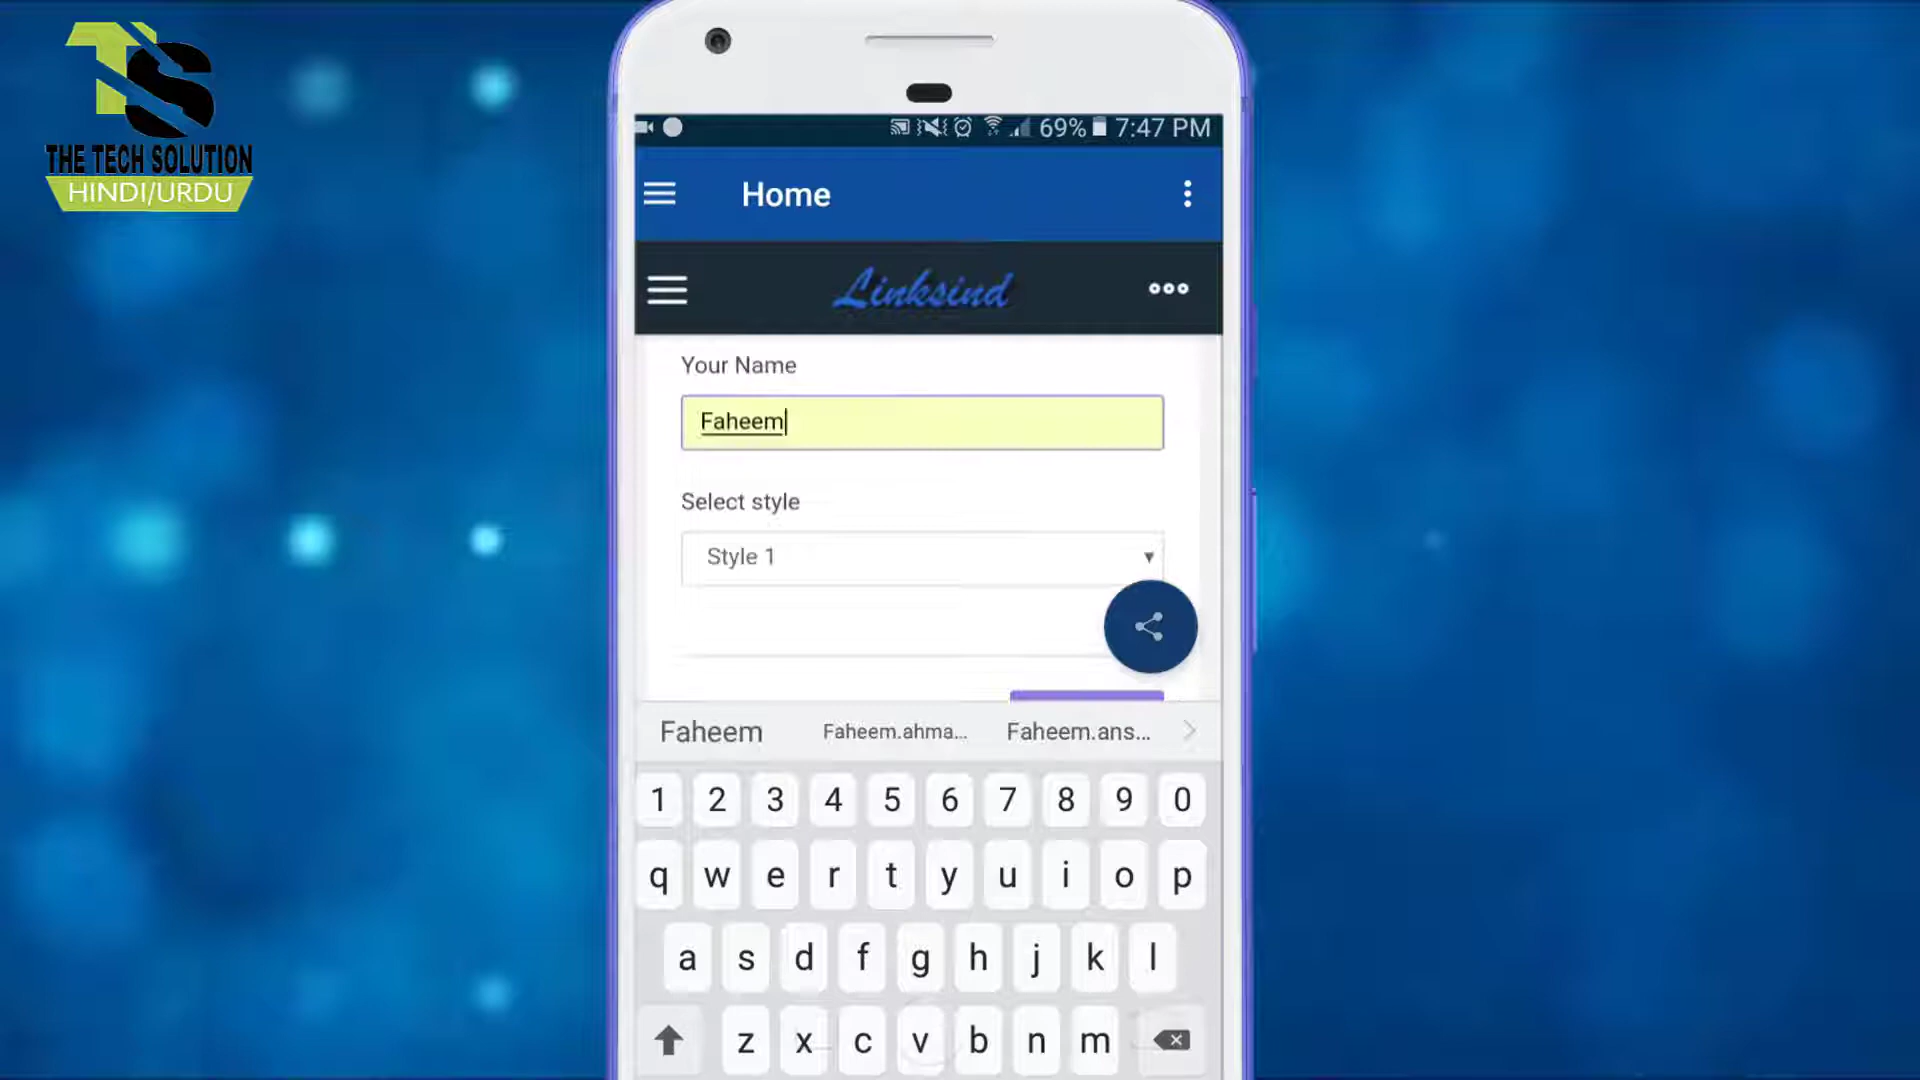 TS
THE TECH SOLUTION
HINDI/URDU
69% 7:47 PM
Home
Linksind
Your Name
Faheem
Select style
Style 1
Faheem Faheem.ahma... Faheem.ans...
1 2 3 4 5 6 7 8 9 0
q w e r t y u i o p
a s d f g h j k l
z x c v b n m